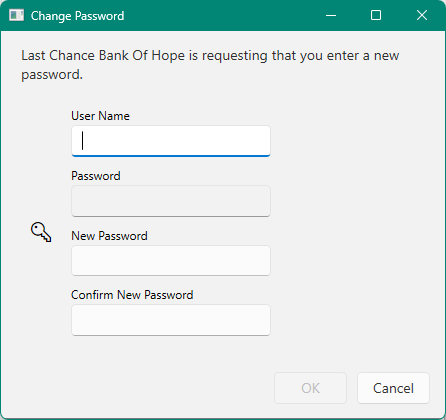 Change Password
Last Chance Bank Of Hope is requesting that you enter a new
password.
User Name
Password
New Password
Confirm New Password
OK
Cancel